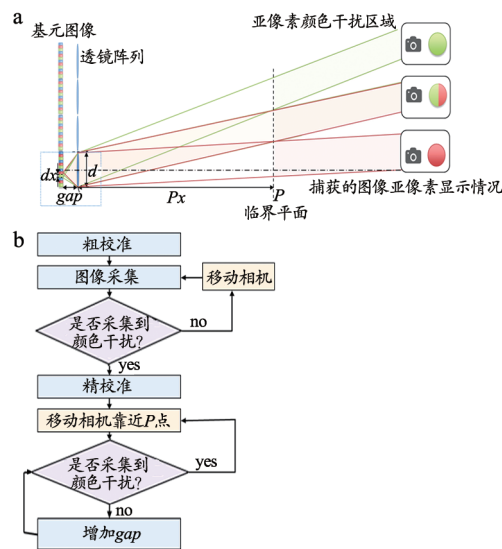 a
基元图像
透镜阵列
亚像素颜色干扰区域
dx
d
gap
Px
P
临界平面
捕获的图像亚像素显示情况
b
粗校准
图像采集
移动相机
是否采集到
颜色干扰?
no
yes
精校准
移动相机靠近P点
是否采集到
颜色干扰?
yes
no
增加gap